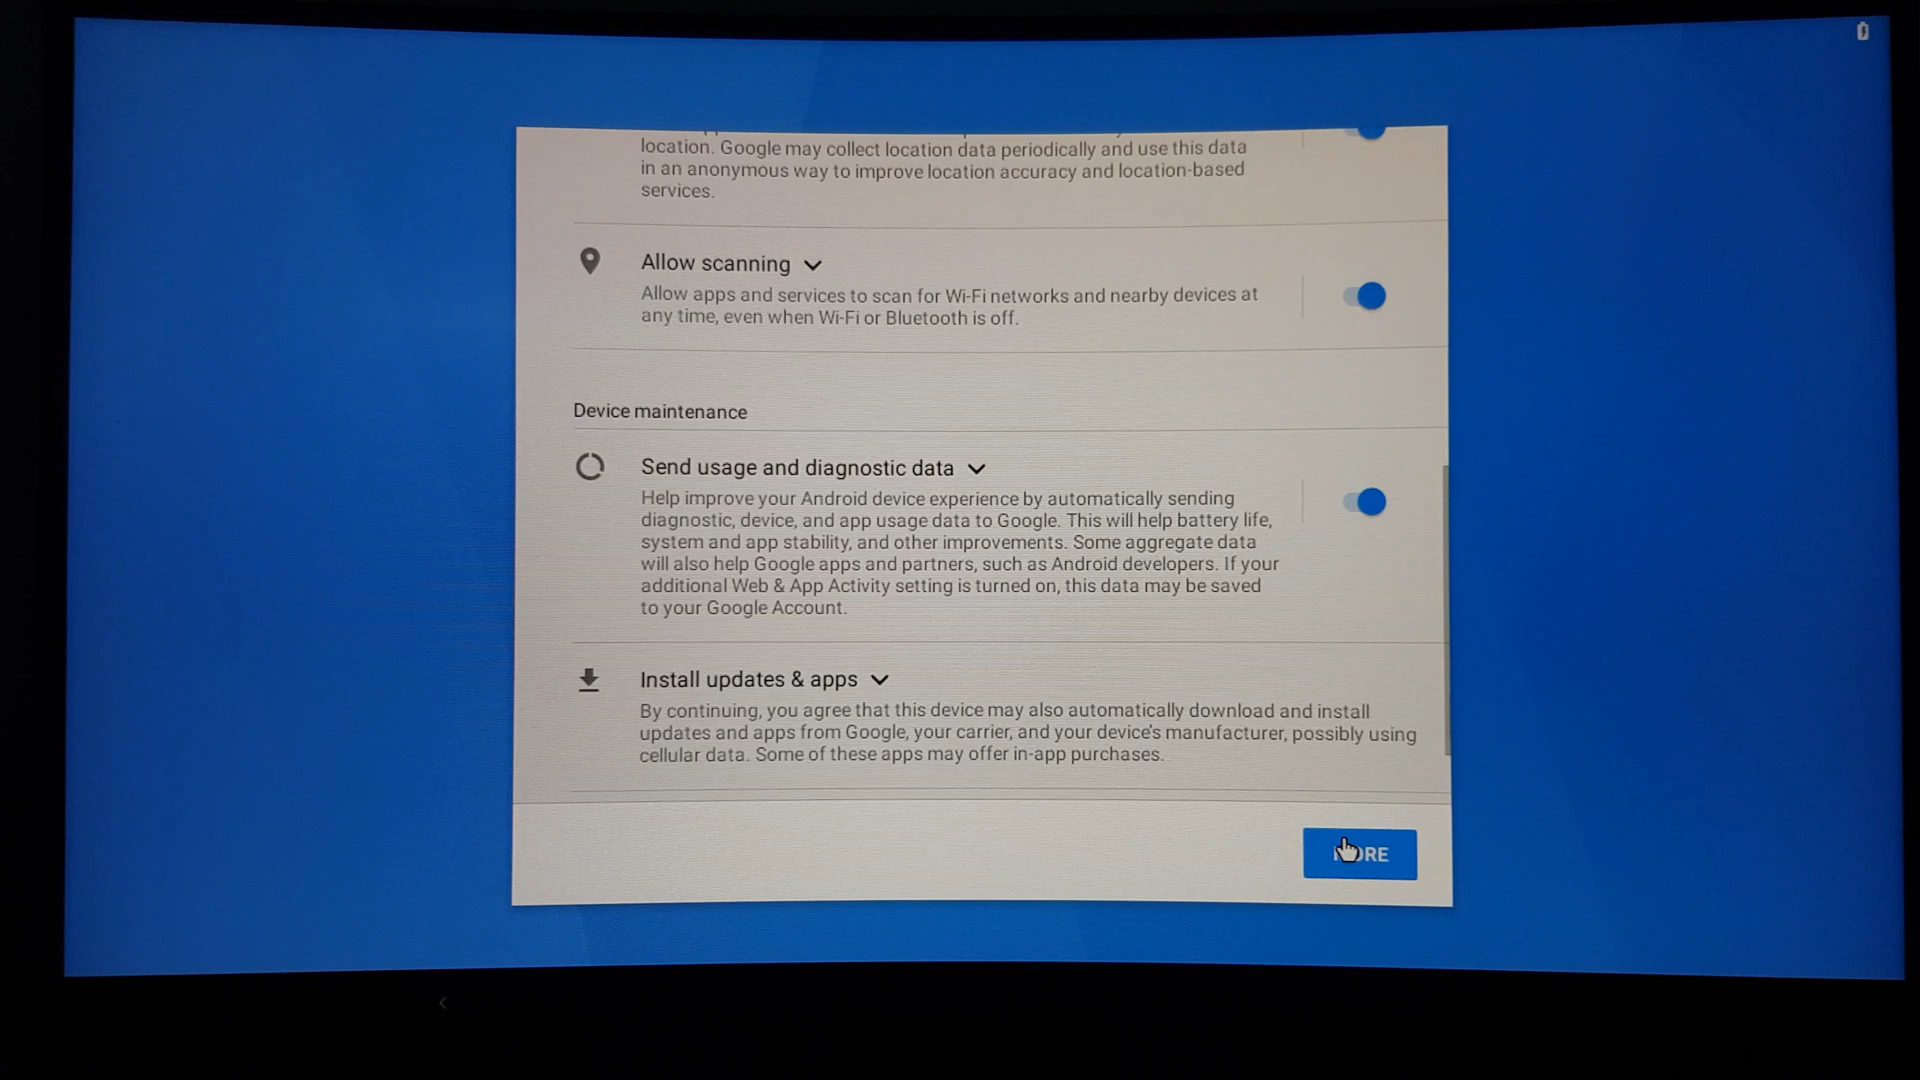 location. Google may collect location data periodically and use this data
in an anonymous way to improve location accuracy and location-based
services.
Allow scanning
Allow apps and services to scan for Wi-Fi networks and nearby devices at
any time, even when Wi-Fi or Bluetooth is off.
Device maintenance
Send usage and diagnostic data
Help improve your Android device experience by automatically sending
diagnostic, device, and app usage data to Google. This will help battery life,
system and app stability, and other improvements. Some aggregate data
will also help Google apps and partners, such as Android developers. If your
additional Web & App Activity setting is turned on, this data may be saved
to your Google Account.
Install updates & apps
By continuing, you agree that this device may also automatically download and install
updates and apps from Google, your carrier, and your device's manufacturer, possibly using
cellular data. Some of these apps may offer in-app purchases.
MORE